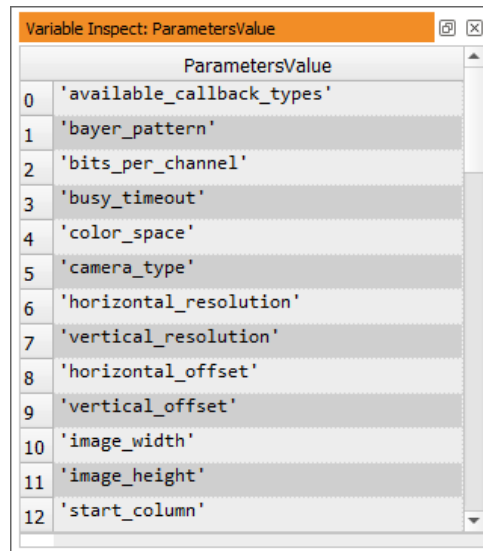 Variable Inspect: ParametersValue
ParametersValue
0 'available_callback_types'
1 'bayer_pattern'
2 'bits_per_channel'
3 'busy_timeout'
4 'color_space'
5 'camera_type'
6 'horizontal_resolution'
7 'vertical_resolution'
8 'horizontal_offset'
9 'vertical_offset'
10 'image_width'
11 'image_height'
12 'start_column'